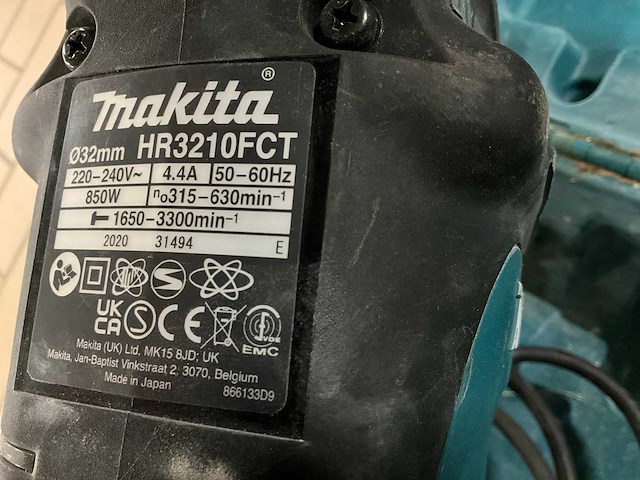 makita®
Ø32mm HR3210FCT
220-240V~ 4.4A 50-60Hz
850W n₀315-630min⁻¹
1650-3300min⁻¹
2020 31494 E
UK
CA S CE VDE
EMC
Makita (UK) Ltd, MK15 8JD, UK
Makita, Jan-Baptist Vinkstraat 2, 3070, Belgium
Made in Japan 866133D9